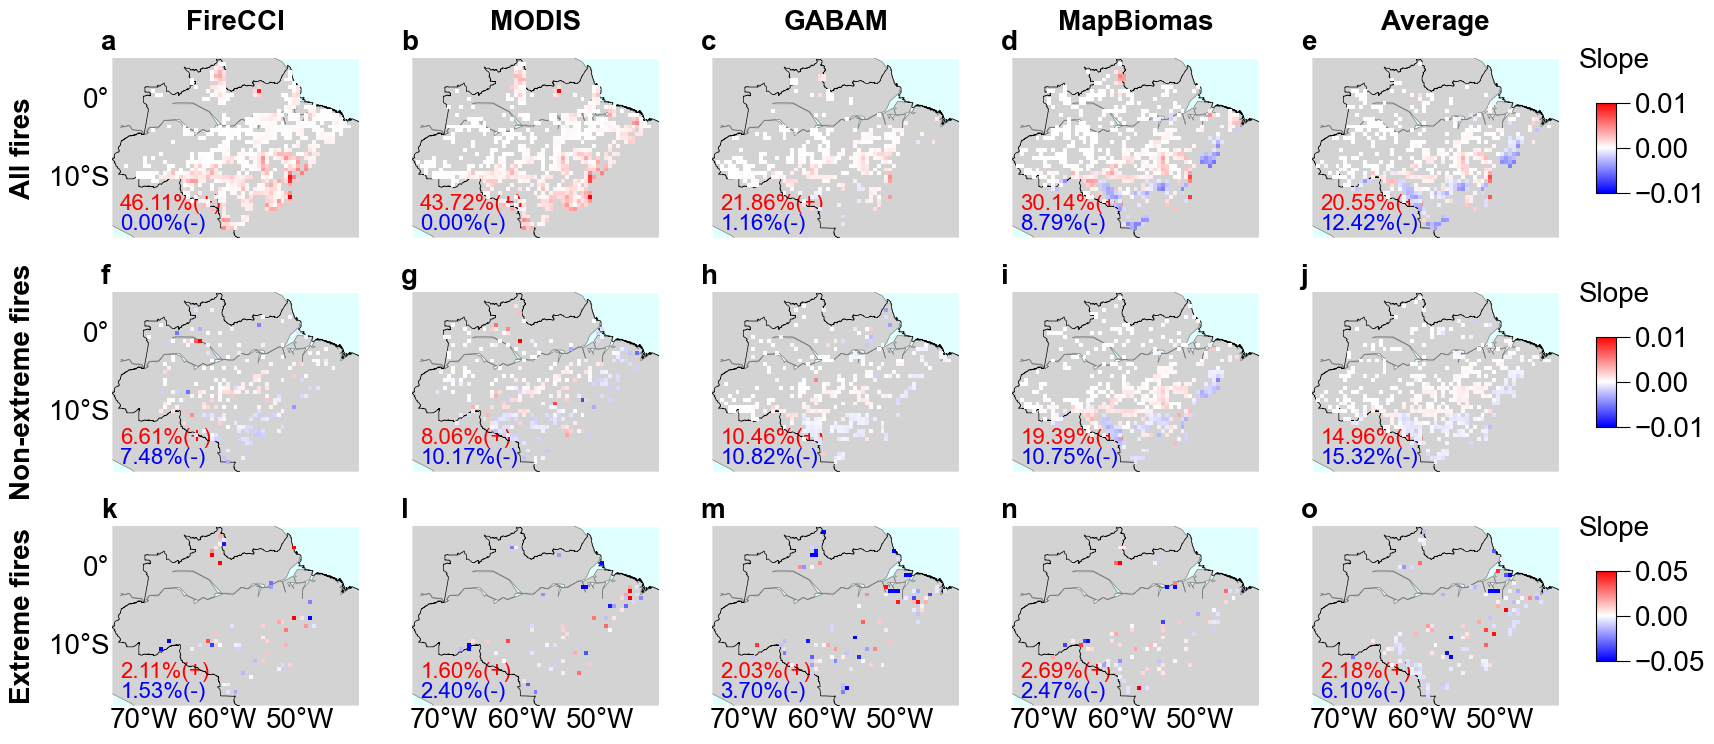 FireCCI MODIS GABAM MapBiomas Average
a b c d e
Slope
All fires
0°
10°S
0.01
0.00
−0.01
46.11%(+) 43.72%(+) 21.86%(+) 30.14%(+) 20.55%(+)
0.00%(-) 0.00%(-) 1.16%(-) 8.79%(-) 12.42%(-)
f g h i j
Slope
Non-extreme fires
0°
10°S
0.01
0.00
−0.01
6.61%(+) 8.06%(+) 10.46%(+) 19.39%(+) 14.96%(+)
7.48%(-) 10.17%(-) 10.82%(-) 10.75%(-) 15.32%(-)
k l m n o
Slope
Extreme fires
0°
10°S
0.05
0.00
−0.05
2.11%(+) 1.60%(+) 2.03%(+) 2.69%(+) 2.18%(+)
1.53%(-) 2.40%(-) 3.70%(-) 2.47%(-) 6.10%(-)
70°W 60°W 50°W 70°W 60°W 50°W 70°W 60°W 50°W 70°W 60°W 50°W 70°W 60°W 50°W